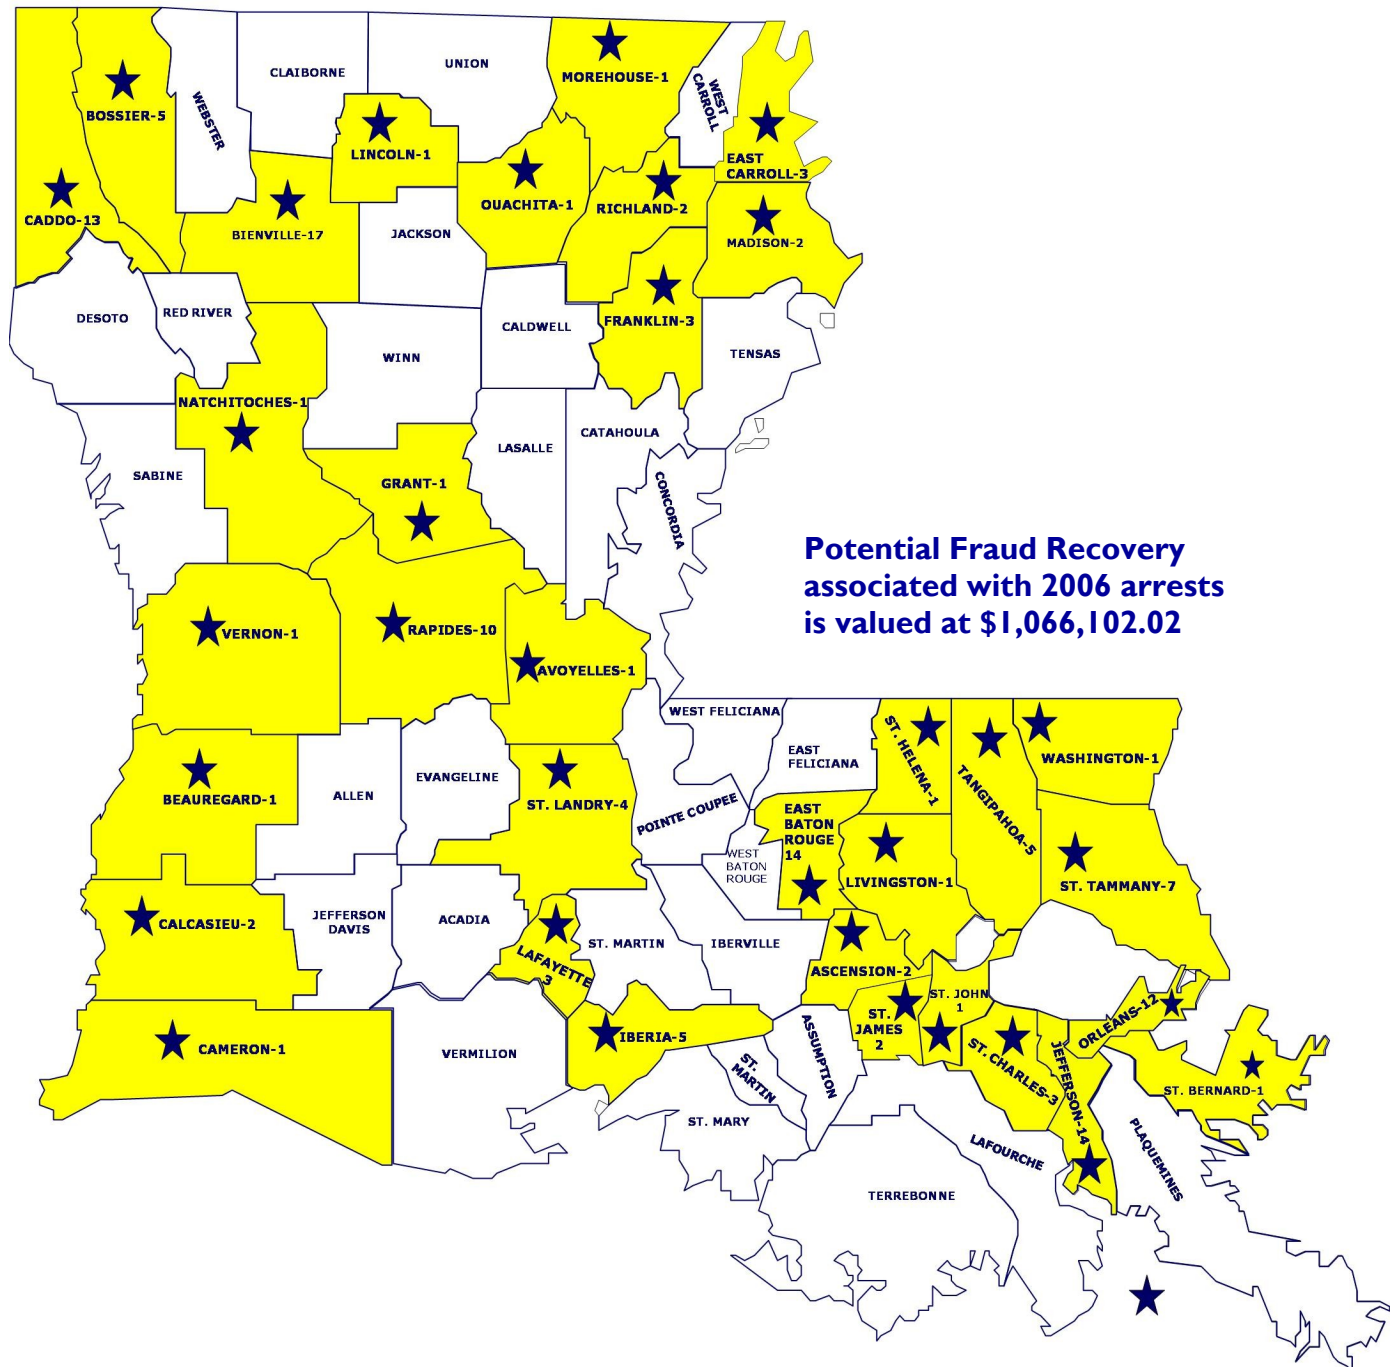 CLAIBORNE
UNION
MOREHOUSE-1
WEST
CARROLL
BOSSIER-5
WEBSTER
LINCOLN-1
EAST
CARROLL-3
CADDO-13
BIENVILLE-17
JACKSON
OUACHITA-1
RICHLAND-2
MADISON-2
DESOTO
RED RIVER
WINN
CALDWELL
FRANKLIN-3
TENSAS
NATCHITOCHES-1
SABINE
GRANT-1
LASALLE
CATAHOULA
CONCORDIA
Potential Fraud Recovery
associated with 2006 arrests
is valued at $1,066,102.02
VERNON-1
RAPIDES-10
AVOYELLES-1
WEST FELICIANA
EAST
FELICIANA
ST. HELENA-1
TANGIPAHOA-5
WASHINGTON-1
BEAUREGARD-1
ALLEN
EVANGELINE
ST. LANDRY-4
POINTE COUPEE
EAST
BATON
ROUGE
14
WEST
BATON
ROUGE
LIVINGSTON-1
ST. TAMMANY-7
CALCASIEU-2
JEFFERSON
DAVIS
ACADIA
LAFAYETTE
3
ST. MARTIN
IBERVILLE
ASCENSION-2
ST. JOHN
1
ST.
JAMES
2
ORLEANS-12
CAMERON-1
VERMILION
IBERIA-5
ST.
MARTIN
ASSUMPTION
ST. CHARLES-3
JEFFERSON-14
ST. BERNARD-1
ST. MARY
LAFOURCHE
PLAQUEMINES
TERREBONNE